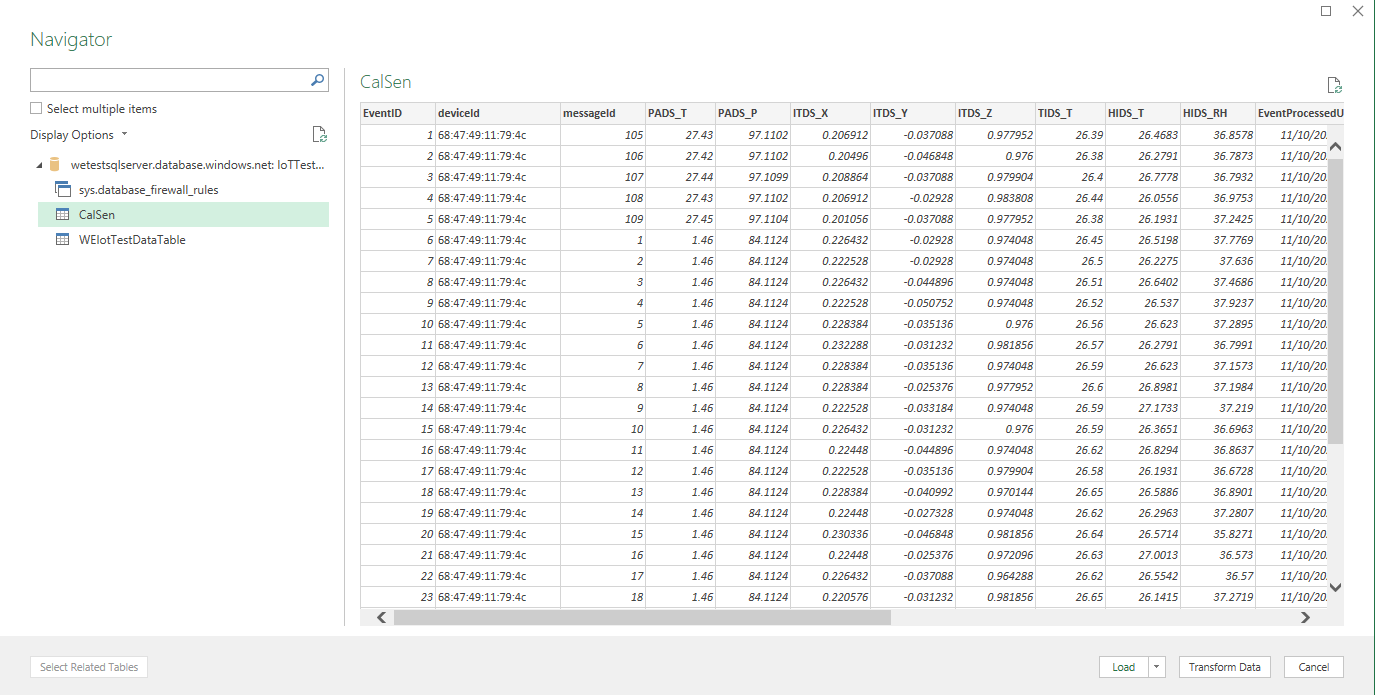 Navigator
Select multiple items
Display Options
wetestsqlserver.database.windows.net: IoTTest...
sys.database_firewall_rules
CalSen
WEIotTestDataTable
CalSen
EventID deviceId messageId PADS_T PADS_P ITDS_X ITDS_Y ITDS_Z TIDS_T HIDS_T HIDS_RH EventProcessedU
1 68:47:49:11:79:4c 105 27.43 97.1102 0.206912 -0.037088 0.977952 26.39 26.4683 36.8578 11/10/20.
2 68:47:49:11:79:4c 106 27.42 97.1102 0.20496 -0.046848 0.976 26.38 26.2791 36.7873 11/10/20.
3 68:47:49:11:79:4c 107 27.44 97.1099 0.208864 -0.037088 0.979904 26.4 26.7778 36.7932 11/10/20.
4 68:47:49:11:79:4c 108 27.43 97.1102 0.206912 -0.02928 0.983808 26.44 26.0556 36.9753 11/10/20.
5 68:47:49:11:79:4c 109 27.45 97.1104 0.201056 -0.037088 0.977952 26.38 26.1931 37.2425 11/10/20.
6 68:47:49:11:79:4c 1 1.46 84.1124 0.226432 -0.02928 0.974048 26.45 26.5198 37.7769 11/10/20.
7 68:47:49:11:79:4c 2 1.46 84.1124 0.222528 -0.02928 0.974048 26.5 26.2275 37.636 11/10/20.
8 68:47:49:11:79:4c 3 1.46 84.1124 0.226432 -0.044896 0.974048 26.51 26.6402 37.4686 11/10/20.
9 68:47:49:11:79:4c 4 1.46 84.1124 0.222528 -0.050752 0.974048 26.52 26.537 37.9237 11/10/20.
10 68:47:49:11:79:4c 5 1.46 84.1124 0.228384 -0.035136 0.976 26.56 26.623 37.2895 11/10/20.
11 68:47:49:11:79:4c 6 1.46 84.1124 0.232288 -0.031232 0.981856 26.57 26.2791 36.7991 11/10/20.
12 68:47:49:11:79:4c 7 1.46 84.1124 0.228384 -0.035136 0.974048 26.59 26.623 37.1573 11/10/20.
13 68:47:49:11:79:4c 8 1.46 84.1124 0.228384 -0.025376 0.977952 26.6 26.8981 37.1984 11/10/20.
14 68:47:49:11:79:4c 9 1.46 84.1124 0.222528 -0.033184 0.974048 26.59 27.1733 37.219 11/10/20.
15 68:47:49:11:79:4c 10 1.46 84.1124 0.226432 -0.031232 0.976 26.59 26.3651 36.6963 11/10/20.
16 68:47:49:11:79:4c 11 1.46 84.1124 0.22448 -0.044896 0.974048 26.62 26.8294 36.8637 11/10/20.
17 68:47:49:11:79:4c 12 1.46 84.1124 0.222528 -0.035136 0.979904 26.58 26.1931 36.6728 11/10/20.
18 68:47:49:11:79:4c 13 1.46 84.1124 0.228384 -0.040992 0.970144 26.65 26.5886 36.8901 11/10/20.
19 68:47:49:11:79:4c 14 1.46 84.1124 0.22448 -0.027328 0.974048 26.62 26.2963 37.2807 11/10/20.
20 68:47:49:11:79:4c 15 1.46 84.1124 0.230336 -0.046848 0.981856 26.64 26.5714 35.8271 11/10/20.
21 68:47:49:11:79:4c 16 1.46 84.1124 0.22448 -0.025376 0.972096 26.63 27.0013 36.573 11/10/20.
22 68:47:49:11:79:4c 17 1.46 84.1124 0.226432 -0.037088 0.964288 26.62 26.5542 36.57 11/10/20.
23 68:47:49:11:79:4c 18 1.46 84.1124 0.220576 -0.031232 0.981856 26.65 26.1415 37.2719 11/10/20.
Select Related Tables
Load
Transform Data
Cancel